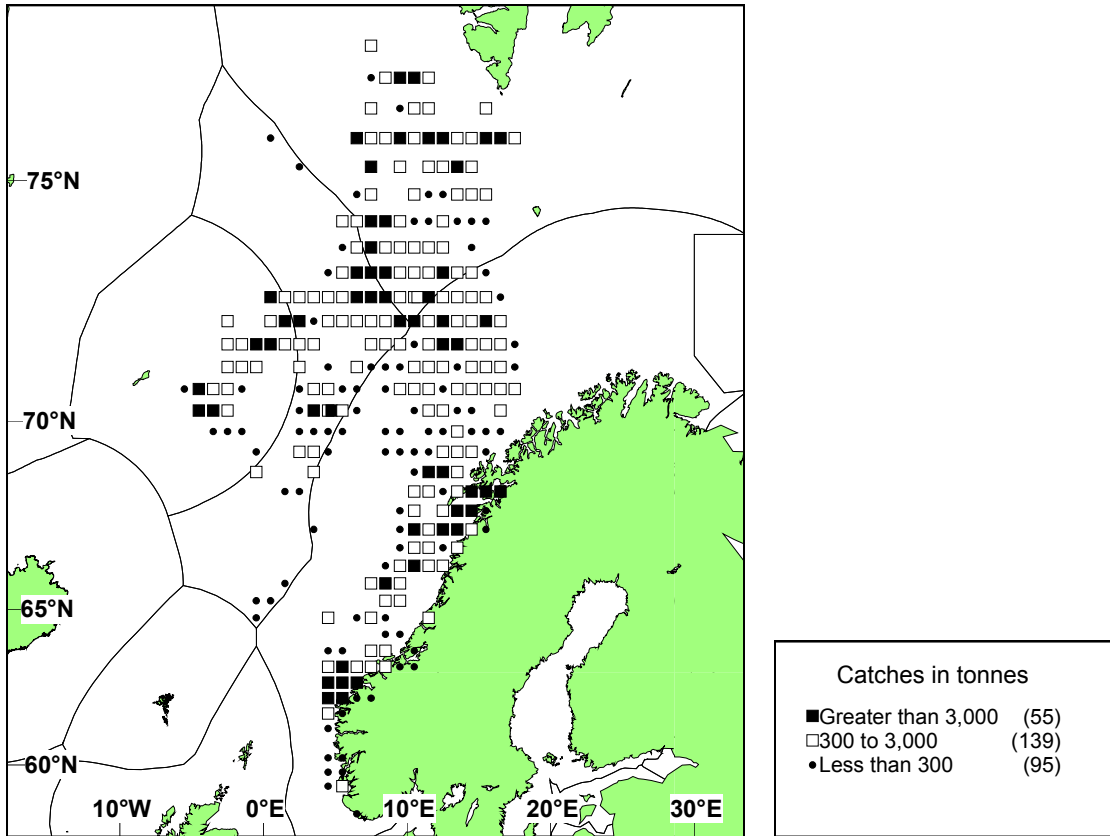 75°N
70°N
65°N
60°N
10°W 0°E 10°E 20°E 30°E
Catches in tonnes
Greater than 3,000 (55)
300 to 3,000 (139)
Less than 300 (95)